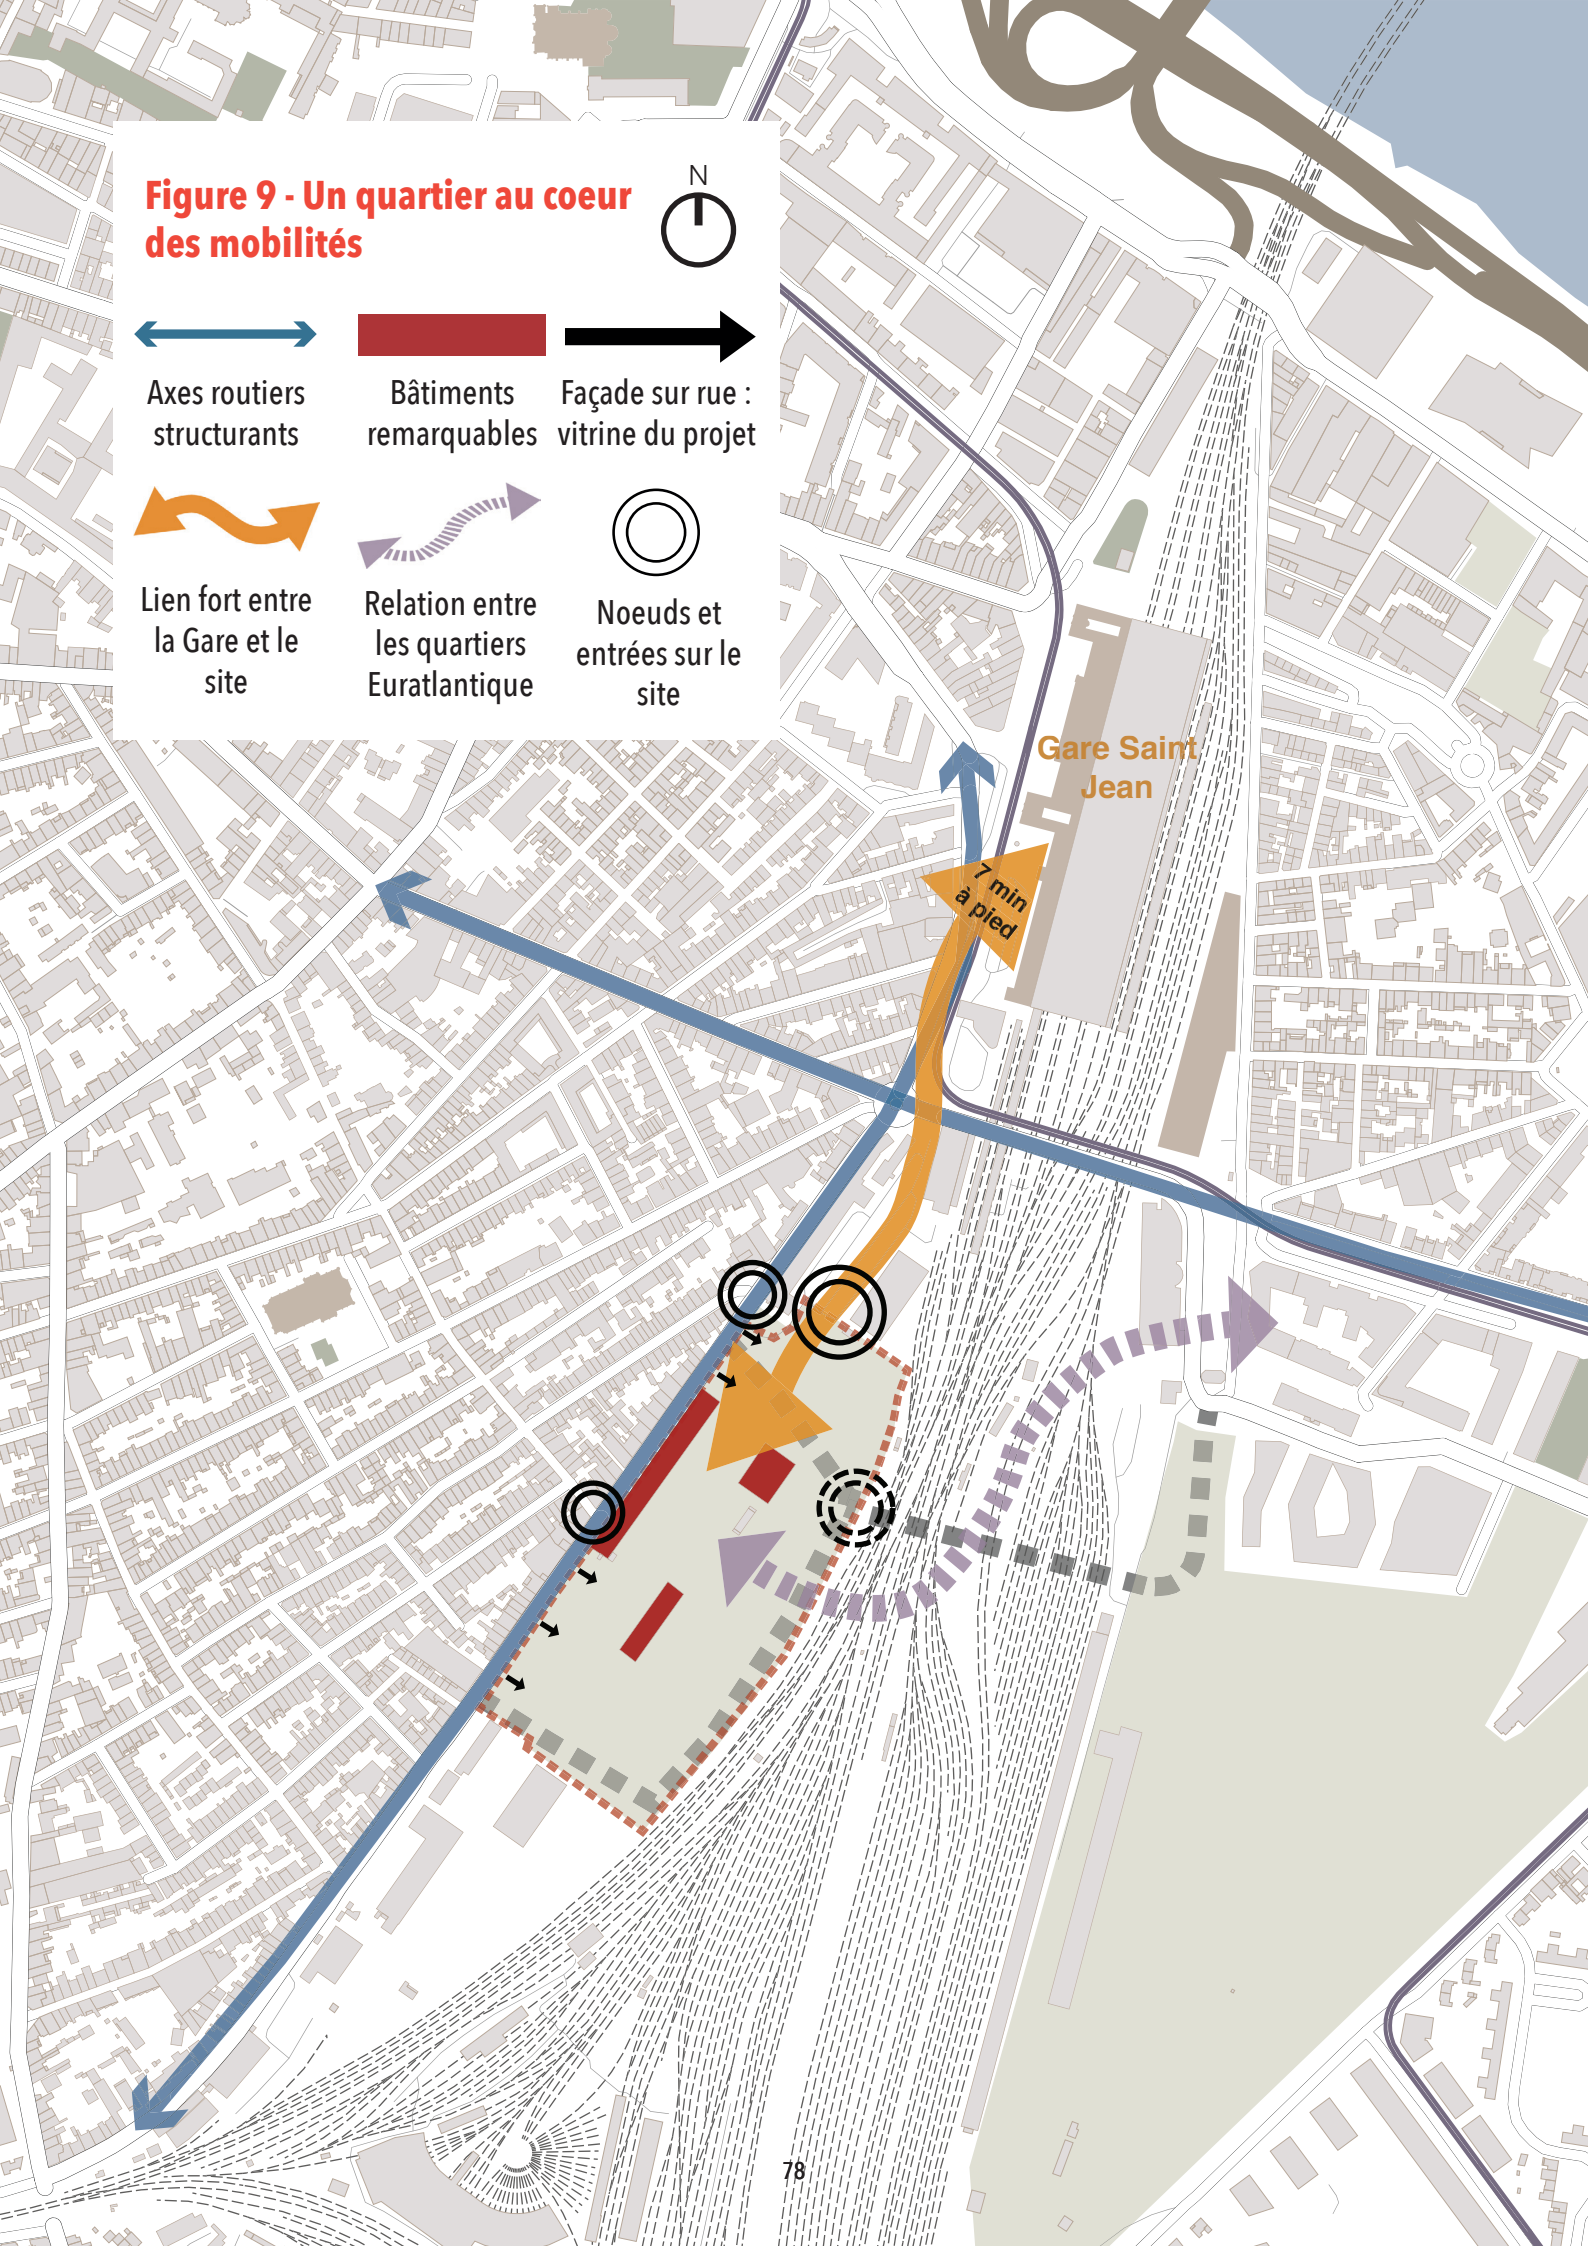 Figure 9 - Un quartier au coeur
des mobilités
N
Axes routiers
structurants
Bâtiments
remarquables
Façade sur rue :
vitrine du projet
Lien fort entre
la Gare et le
site
Relation entre
les quartiers
Euratlantique
Noeuds et
entrées sur le
site
Gare Saint
Jean
7 min
à pied
78